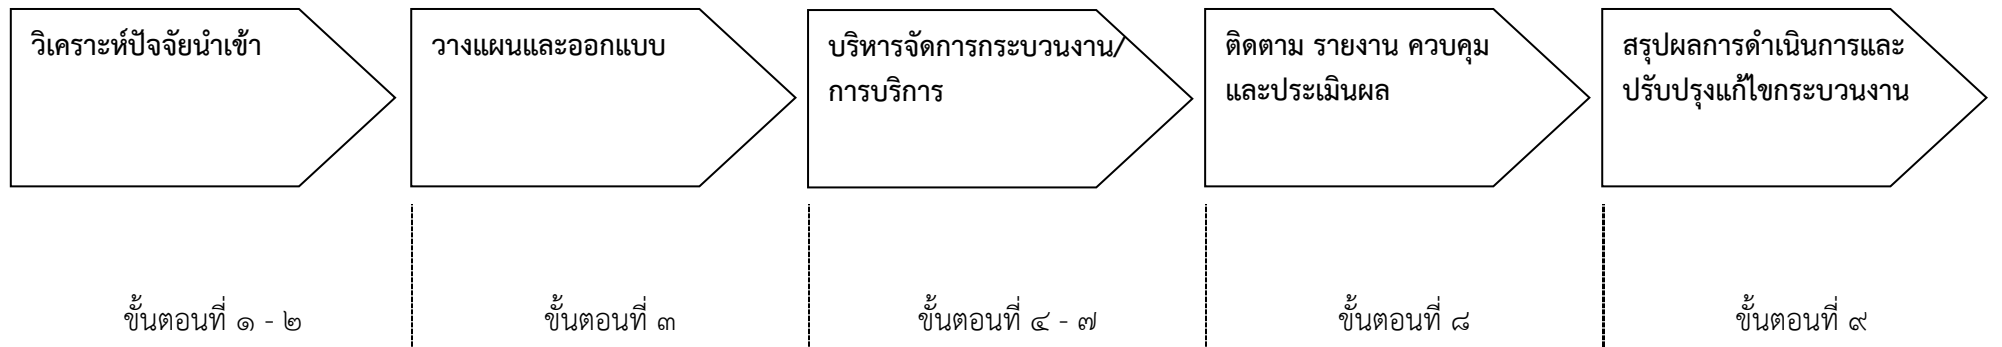 วิเคราะห์ปัจจัยนำเข้า
วางแผนและออกแบบ
บริหารจัดการกระบวนงาน/
การบริการ
ติดตาม รายงาน ควบคุม
และประเมินผล
สรุปผลการดำเนินการและ
ปรับปรุงแก้ไขกระบวนงาน
ขั้นตอนที่ ๑ - ๒
ขั้นตอนที่ ๓
ขั้นตอนที่ ๔ - ๗
ขั้นตอนที่ ๘
ขั้นตอนที่ ๙